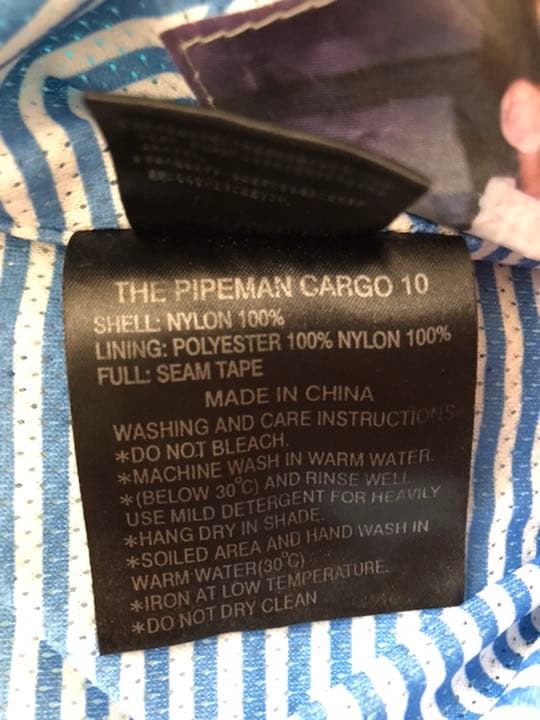 THE PIPEMAN CARGO 10
SHELL: NYLON 100%
LINING: POLYESTER 100% NYLON 100%
FULL: SEAM TAPE
MADE IN CHINA
WASHING AND CARE INSTRUCTIONS
*DO NOT BLEACH.
*MACHINE WASH IN WARM WATER.
*(BELOW 30°C) AND RINSE WELL
USE MILD DETERGENT FOR HEAVILY
*HANG DRY IN SHADE.
*SOILED AREA AND HAND WASH IN
WARM WATER(30°C)
*IRON AT LOW TEMPERATURE.
*DO NOT DRY CLEAN